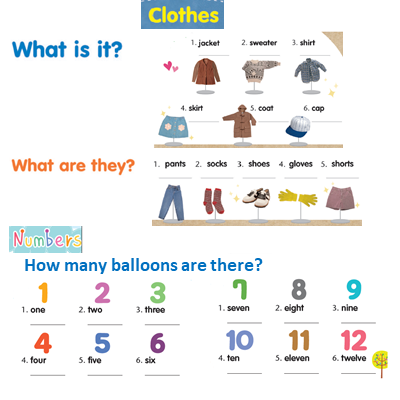 Clothes
What is it?
1. jacket 2. sweater 3. shirt
4. skirt 5. coat 6. cap
What are they?
1. pants 2. socks 3. shoes 4. gloves 5. shorts
Numbers
How many balloons are there?
1 2 3 7 8 9
1. one 2. two 3. three 1. seven 2. eight 3. nine
4 5 6 10 11 12
4. four 5. five 6. six 4. ten 5. eleven 6. twelve